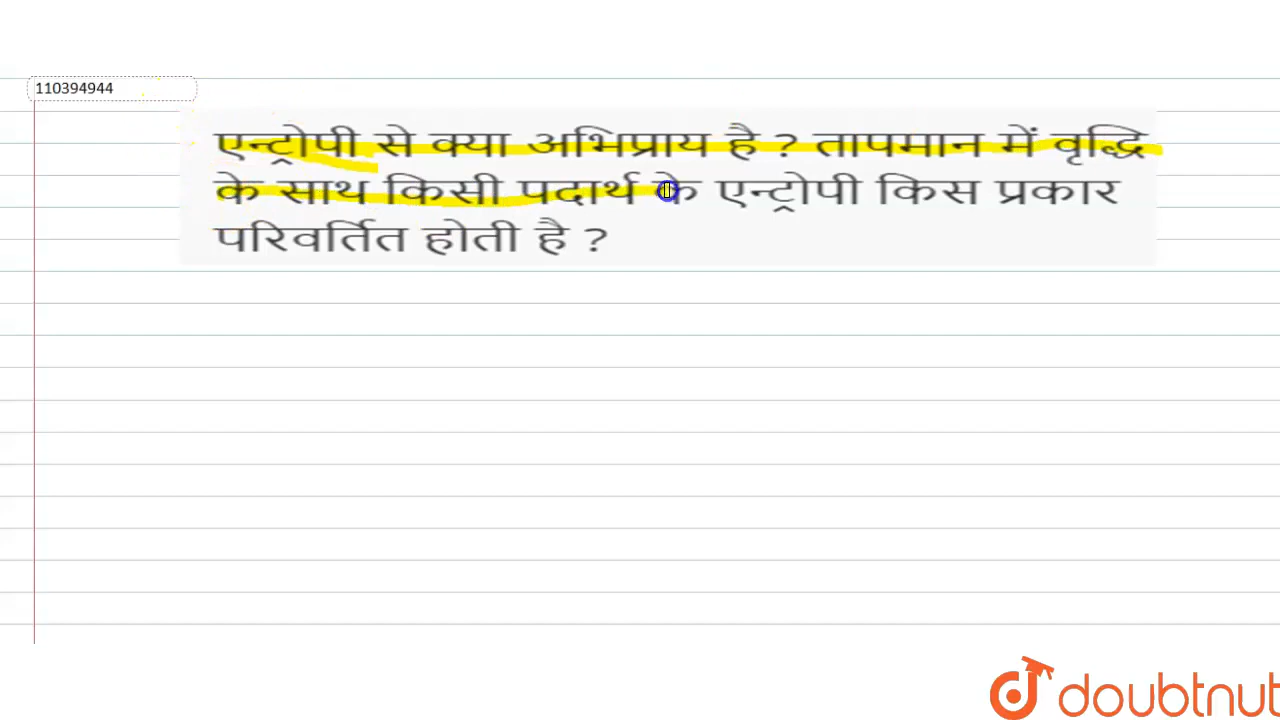 110394944
एन्ट्रोपी से क्या अभिप्राय है ? तापमान में वृद्धि
के साथ किसी पदार्थ के एन्ट्रोपी किस प्रकार
परिवर्तित होती है ?
doubtnut